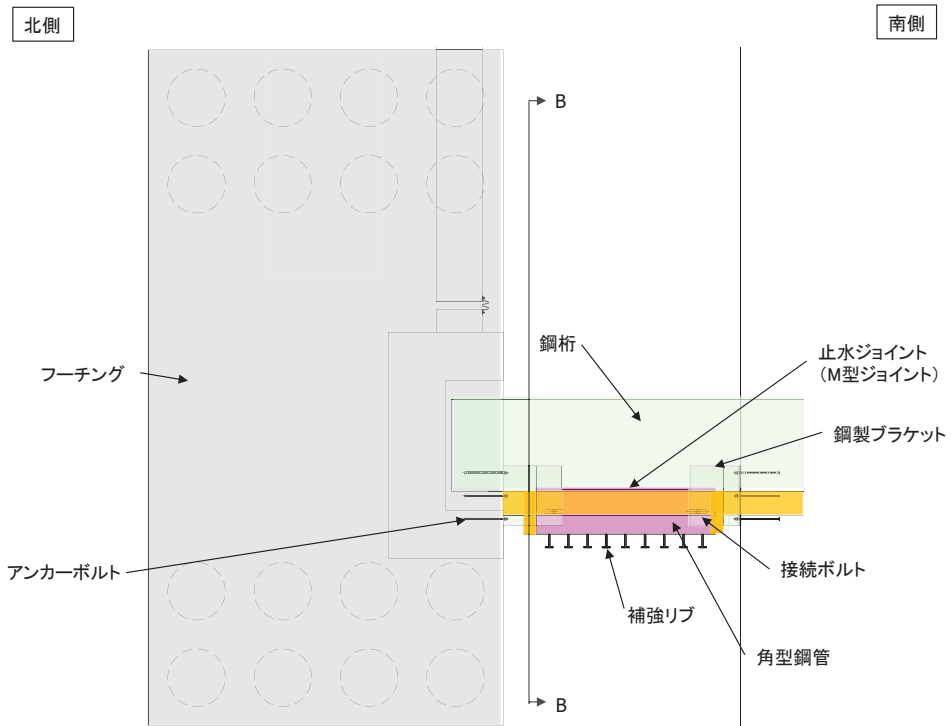 北側
南側
B
鋼桁
止水ジョイント
（M型ジョイント）
フーチング
鋼製ブラケット
アンカーボルト
接続ボルト
補強リブ
角型鋼管
B